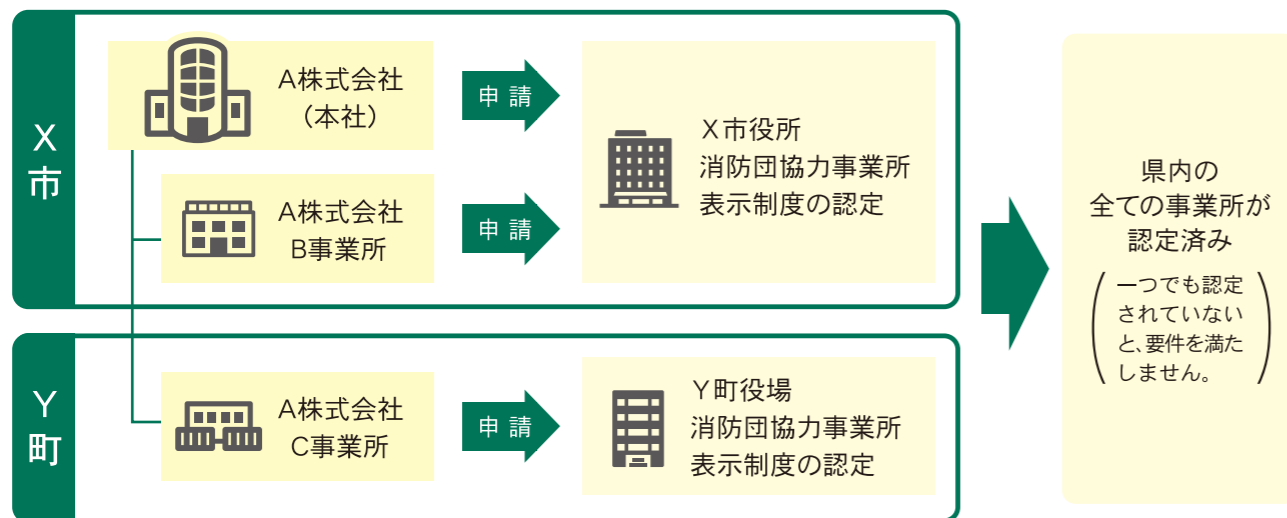 X市
A株式会社
（本社）
申請
A株式会社
B事業所
申請
X市役所
消防団協力事業所
表示制度の認定
Y町
A株式会社
C事業所
申請
Y町役場
消防団協力事業所
表示制度の認定
県内の
全ての事業所が
認定済み
（一つでも認定
されていない
と、要件を満た
しません。）